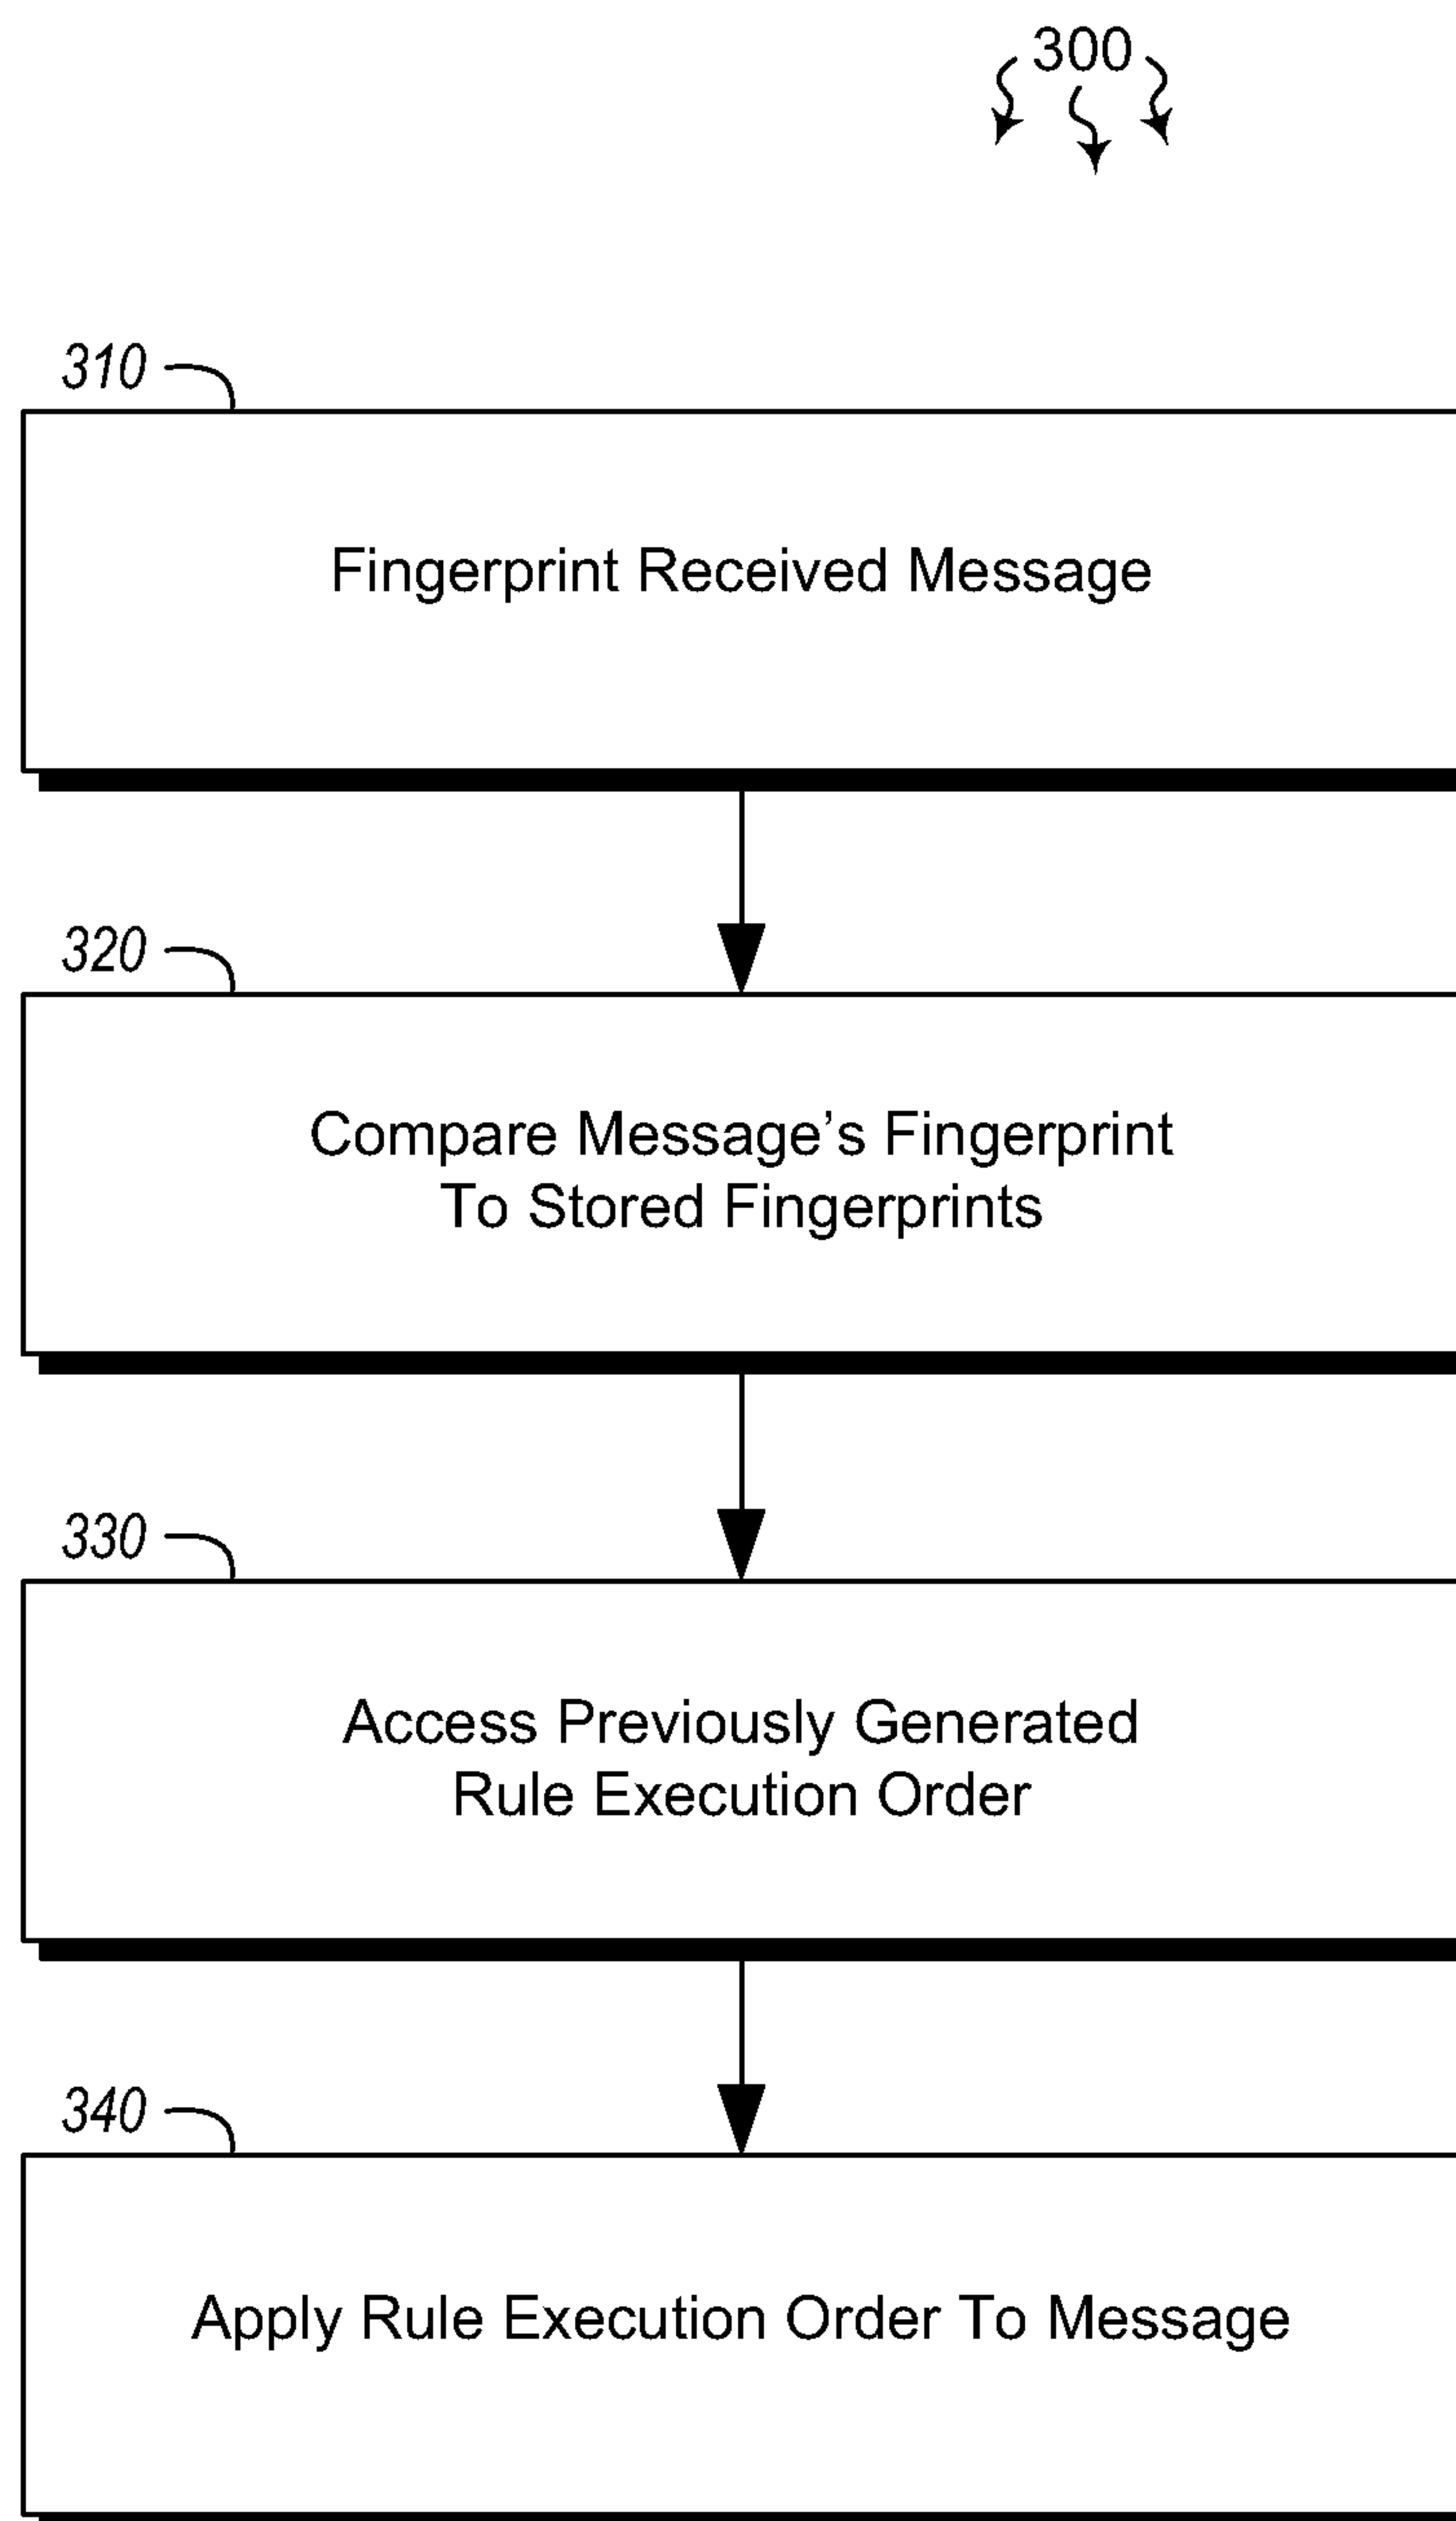 300
310
Fingerprint Received Message
320
Compare Message’s Fingerprint
To Stored Fingerprints
330
Access Previously Generated
Rule Execution Order
340
Apply Rule Execution Order To Message